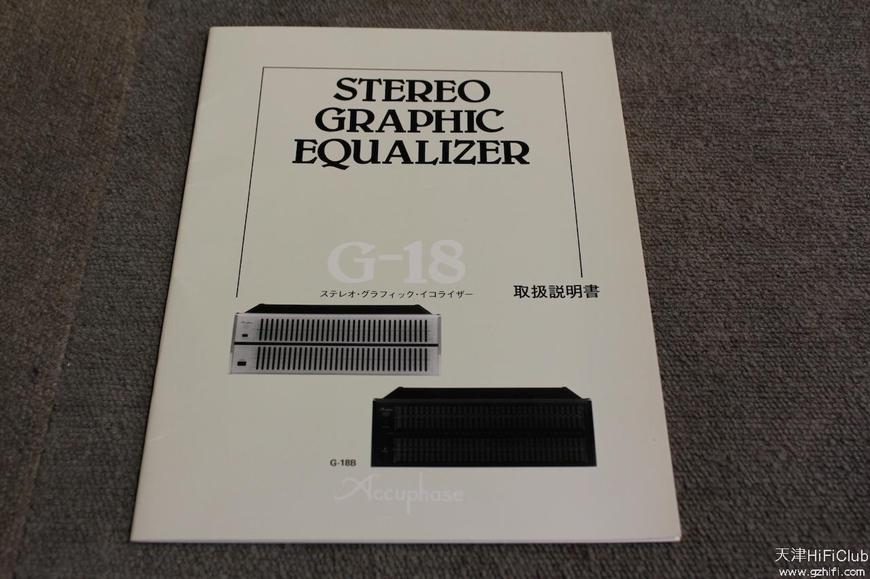 STEREO
GRAPHIC
EQUALIZER
G-18
ステレオ・グラフィック・イコライザー
取扱説明書
G-18B
Accuphase
天津HiFiClub
www.gzhifi.com